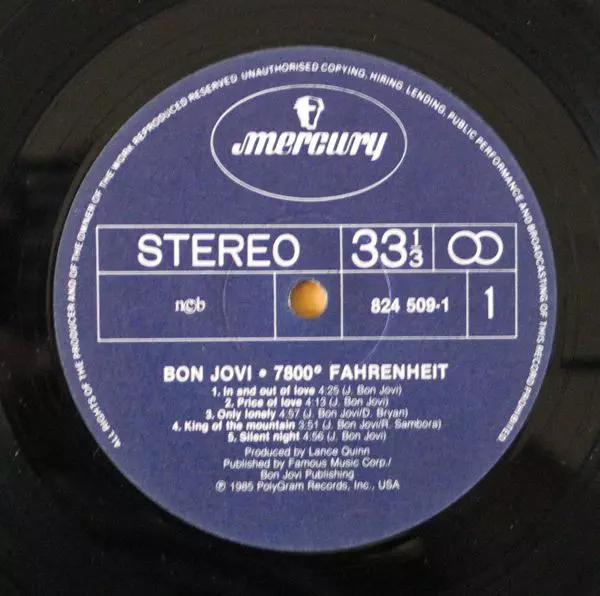 ALL RIGHTS OF THE PRODUCER AND OF THE OWNER OF THE WORK REPRODUCED RESERVED UNAUTHORISED COPYING, HIRING, LENDING, PUBLIC PERFORMANCE AND BROADCASTING OF THIS RECORD PROHIBITED
mercury
STEREO
33⅓
ncb
824 509-1
1
BON JOVI • 7800° FAHRENHEIT
1. In and out of love 4:25 (J. Bon Jovi)
2. Price of love 4:13 (J. Bon Jovi)
3. Only lonely 4:57 (J. Bon Jovi/D. Bryan)
4. King of the mountain 3:51 (J. Bon Jovi/R. Sambora)
5. Silent night 4:56 (J. Bon Jovi)
Produced by Lance Quinn
Published by Famous Music Corp./
Bon Jovi Publishing
℗ 1985 PolyGram Records, Inc., USA